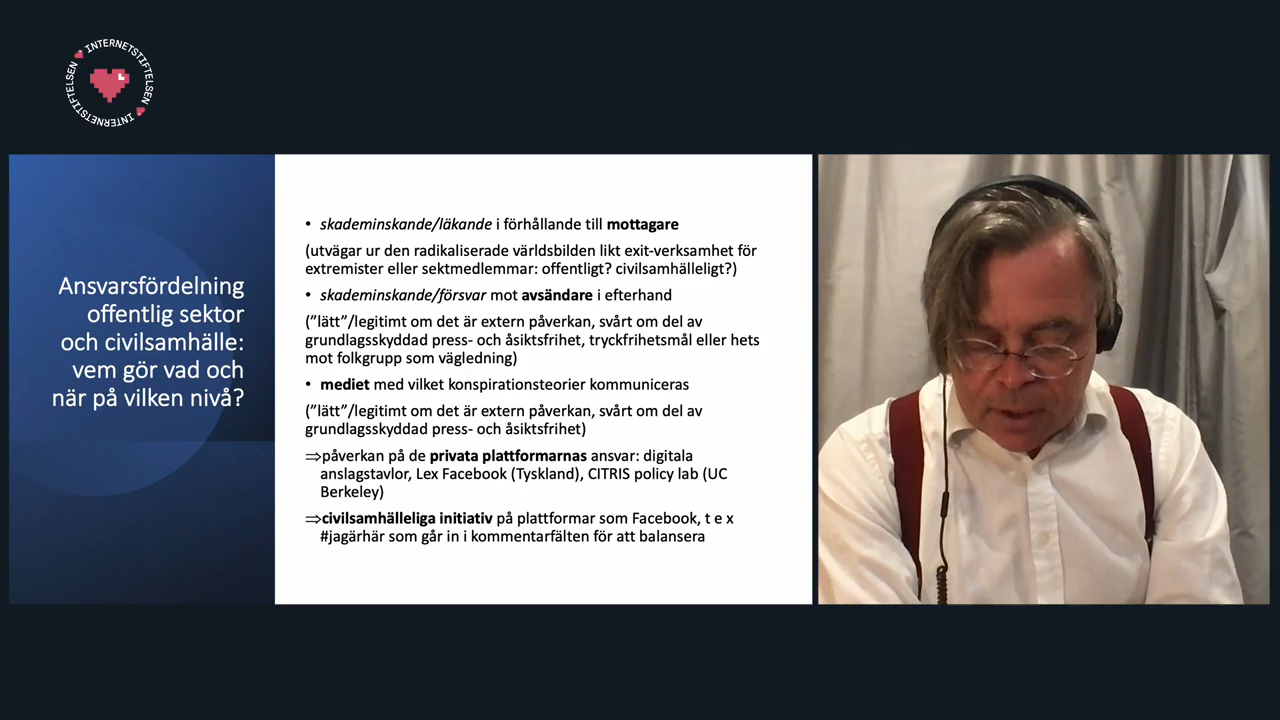 INTERNETSTIFTELSEN
INTERNETSTIFTELSEN
Ansvarsfördelning
offentlig sektor
och civilsamhälle:
vem gör vad och
när på vilken nivå?
• skademinskande/läkande i förhållande till mottagare
(utvägar ur den radikaliserade världsbilden likt exit-verksamhet för
extremister eller sektmedlemmar: offentligt? civilsamhälleligt?)
• skademinskande/försvar mot avsändare i efterhand
(”lätt”/legitimt om det är extern påverkan, svårt om del av
grundlagsskyddad press- och åsiktsfrihet, tryckfrihetsmål eller hets
mot folkgrupp som vägledning)
• mediet med vilket konspirationsteorier kommuniceras
(”lätt”/legitimt om det är extern påverkan, svårt om del av
grundlagsskyddad press- och åsiktsfrihet)
⇒påverkan på de privata plattformarnas ansvar: digitala
anslagstavlor, Lex Facebook (Tyskland), CITRIS policy lab (UC
Berkeley)
⇒civilsamhälleliga initiativ på plattformar som Facebook, t e x
#jagärhär som går in i kommentarfälten för att balansera